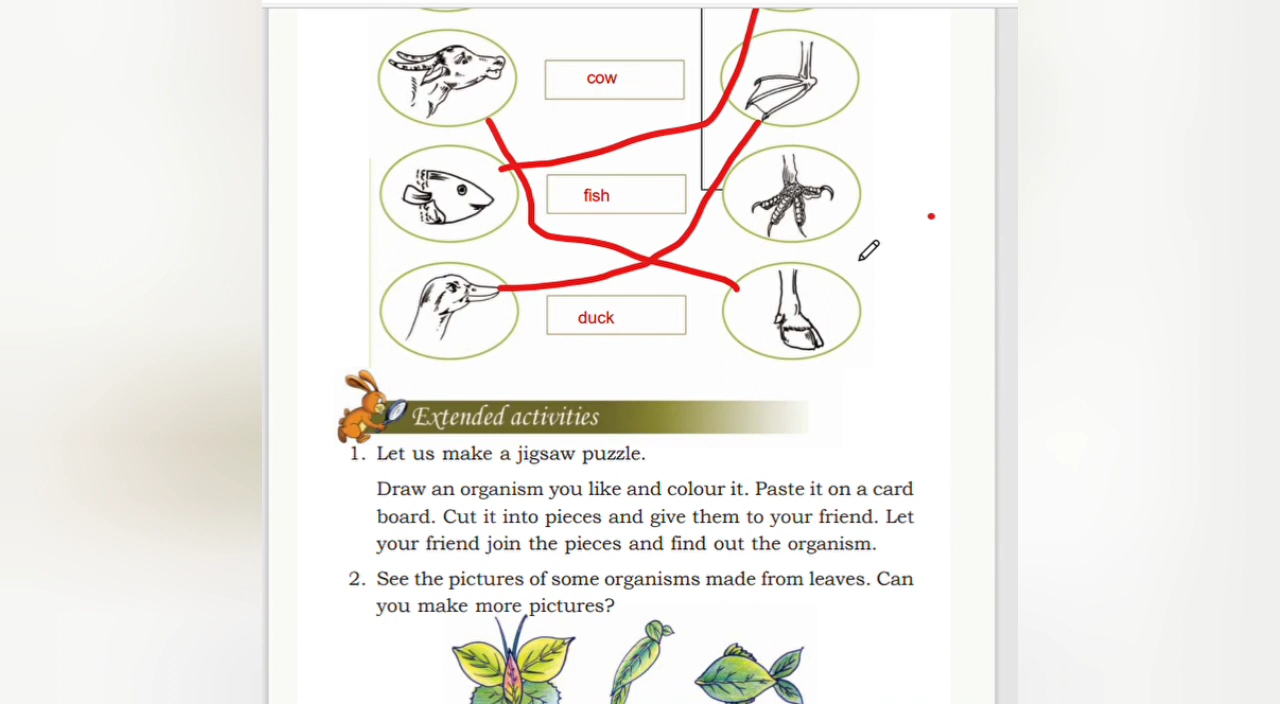 cow
fish
duck
Extended activities
1. Let us make a jigsaw puzzle.
Draw an organism you like and colour it. Paste it on a card
board. Cut it into pieces and give them to your friend. Let
your friend join the pieces and find out the organism.
2. See the pictures of some organisms made from leaves. Can
you make more pictures?